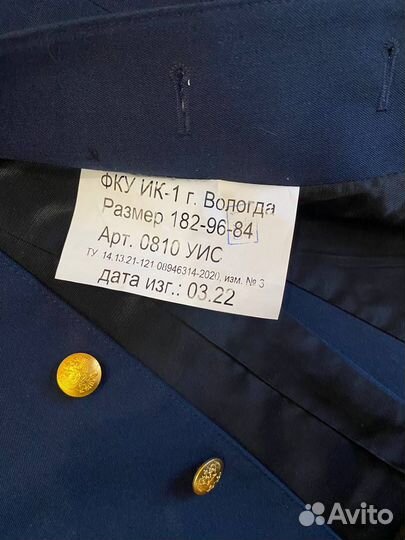 ФКУ ИК-1 г. Вологда
Размер 182-96-84
Арт. 0810 УИС
ТУ 14.13.21-121 08946314-2020, изм. № 3
дата изг.: 03.22
Avito